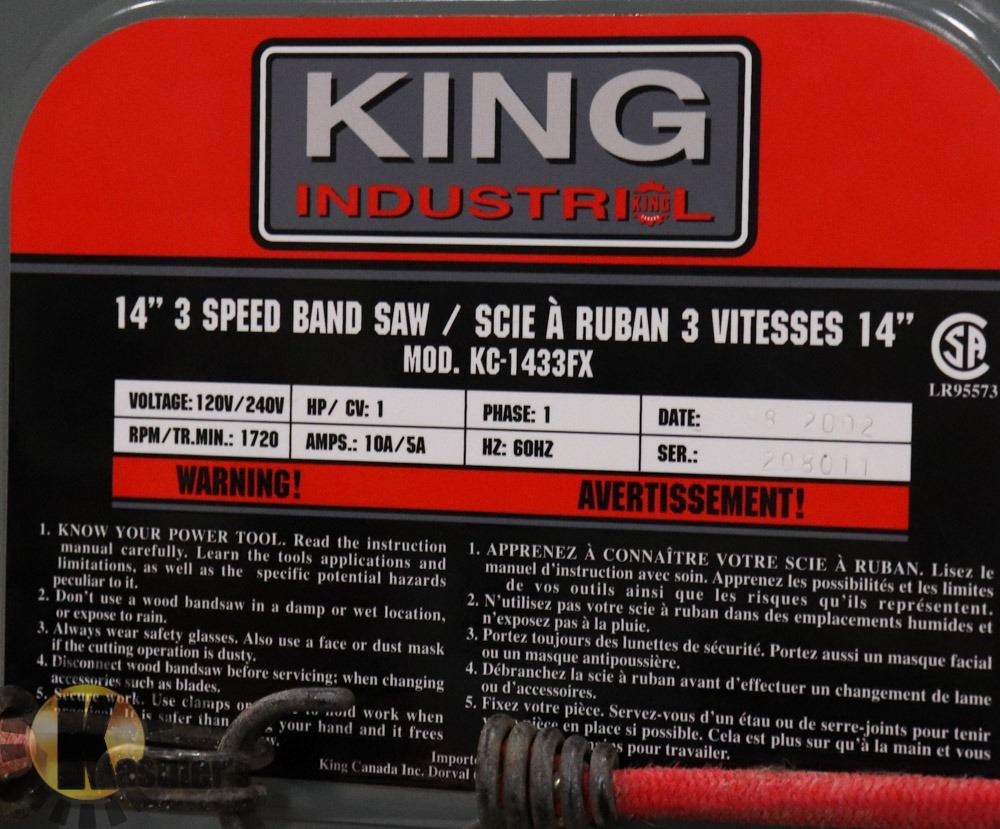 KING
INDUSTRIAL
KING
14” 3 SPEED BAND SAW / SCIE À RUBAN 3 VITESSES 14”
MOD. KC-1433FX
LR95573
VOLTAGE: 120V/240V HP/ CV: 1 PHASE: 1 DATE: 8 2002
RPM/TR.MIN.: 1720 AMPS.: 10A/5A HZ: 60HZ SER.: 208011
WARNING!
1. KNOW YOUR POWER TOOL. Read the instruction
manual carefully. Learn the tools applications and
limitations, as well as the specific potential hazards
peculiar to it.
2. Don't use a wood bandsaw in a damp or wet location,
or expose to rain.
3. Always wear safety glasses. Also use a face or dust mask
if the cutting operation is dusty.
4. Disconnect wood bandsaw before servicing; when changing
accessories such as blades.
5. Secure work. Use clamps or to hold work when
It is safer than your hand and it frees
AVERTISSEMENT!
1. APPRENEZ À CONNAÎTRE VOTRE SCIE À RUBAN. Lisez le
manuel d'instruction avec soin. Apprenez les possibilités et les limites
de vos outils ainsi que les risques qu'ils représentent.
2. N'utilisez pas votre scie à ruban dans des emplacements humides et
n'exposez pas à la pluie.
3. Portez toujours des lunettes de sécurité. Portez aussi un masque facial
ou un masque antipoussière.
4. Débranchez la scie à ruban avant d'effectuer un changement de lame
ou d'accessoires.
5. Fixez votre pièce. Servez-vous d'un étau ou de serre-joints pour tenir
pièce en place si possible. Cela est plus sur qu'à la main et vous
pour travailler.
King Canada Inc. Dorval